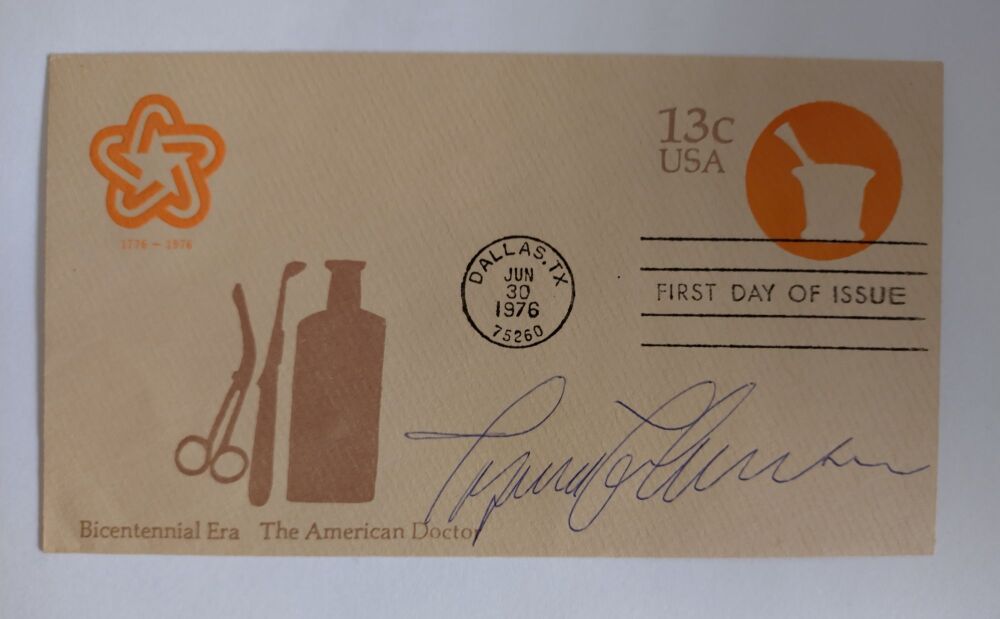 13c
USA
1776 – 1976
DALLAS, TX
JUN
30
1976
75260
FIRST DAY OF ISSUE
Bicentennial Era The American Doctor